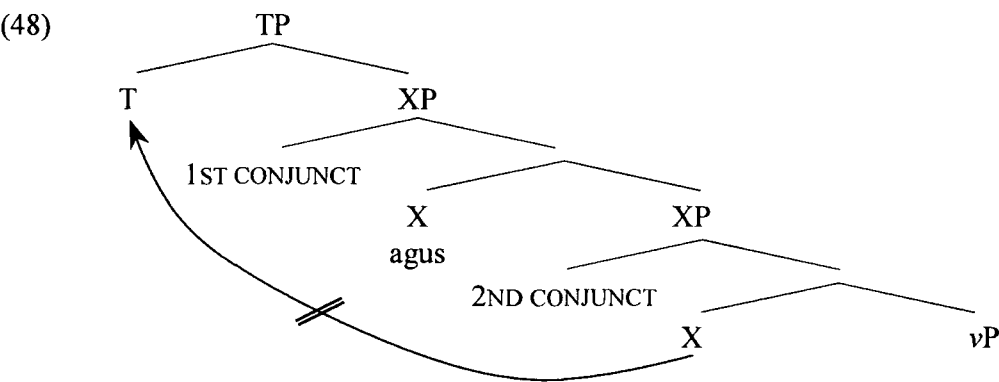 (48) TP
T XP
1ST CONJUNCT
X XP
agus
2ND CONJUNCT
X vP